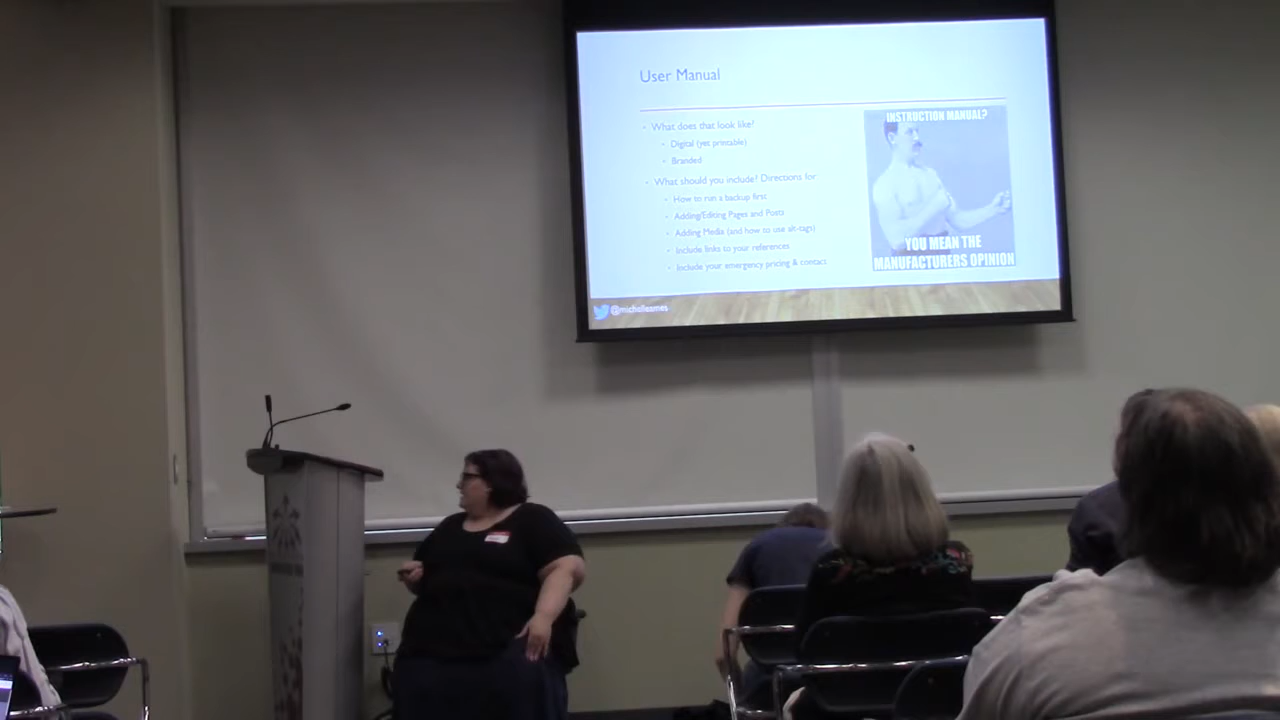 User Manual
What does that look like?
Digital (yet printable)
Branded
What should you include? Directions for:
How to run a backup first
Adding/Editing Pages and Posts
Adding Media (and how to use alt-tags)
Include links to your references
Include your emergency pricing & contact
INSTRUCTION MANUAL?
YOU MEAN THE
MANUFACTURERS OPINION
@michelleames